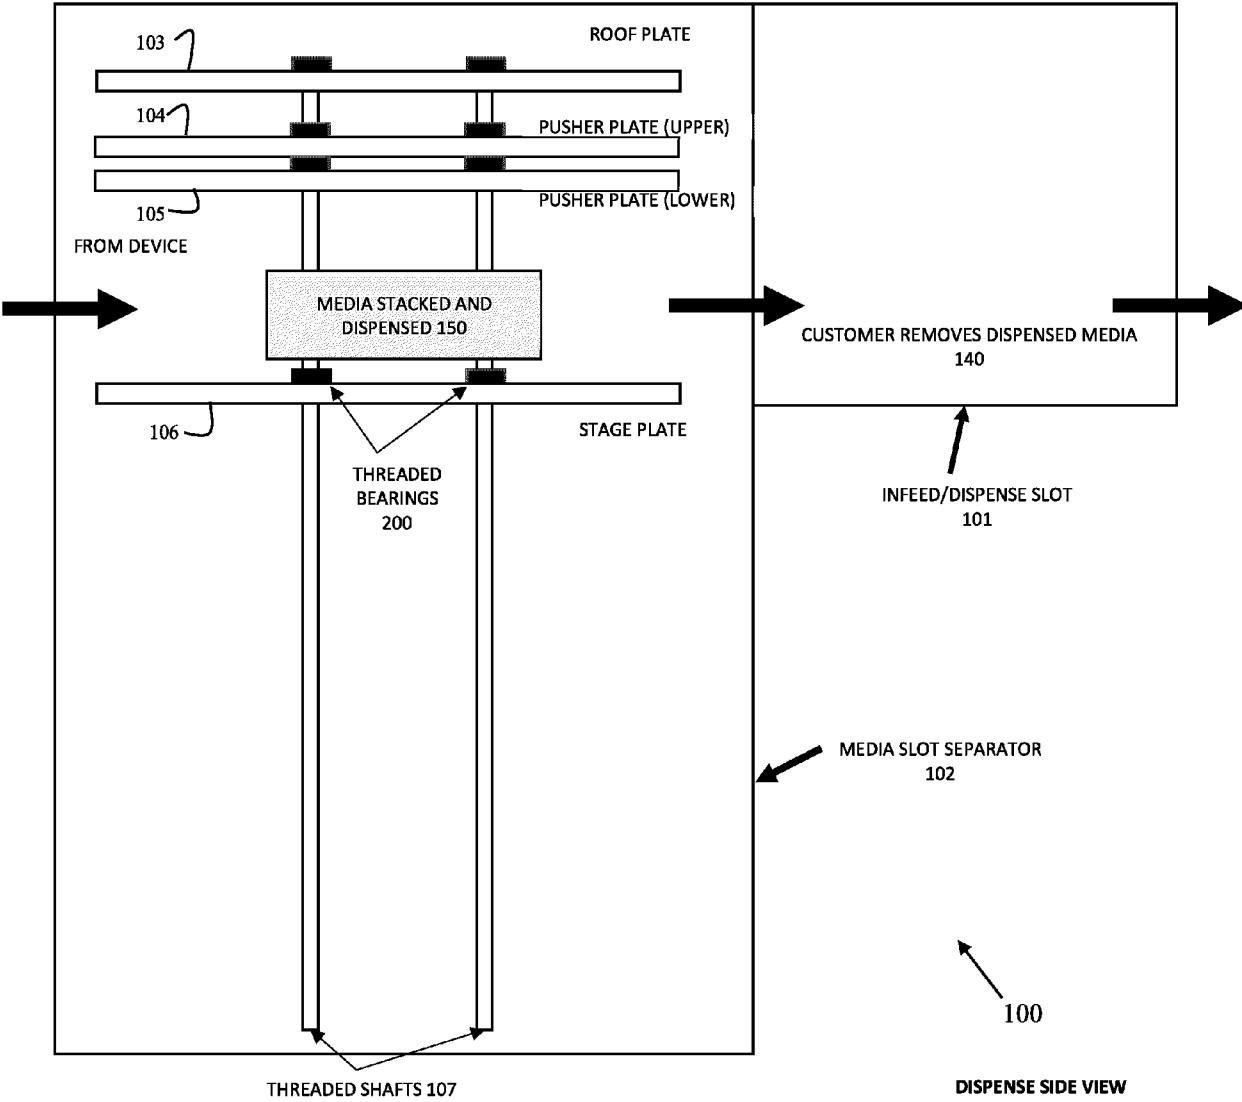 103
ROOF PLATE
104
PUSHER PLATE (UPPER)
105
PUSHER PLATE (LOWER)
FROM DEVICE
MEDIA STACKED AND
DISPENSED 150
CUSTOMER REMOVES DISPENSED MEDIA
140
106
STAGE PLATE
THREADED
BEARINGS
200
INFEED/DISPENSE SLOT
101
MEDIA SLOT SEPARATOR
102
100
THREADED SHAFTS 107
DISPENSE SIDE VIEW